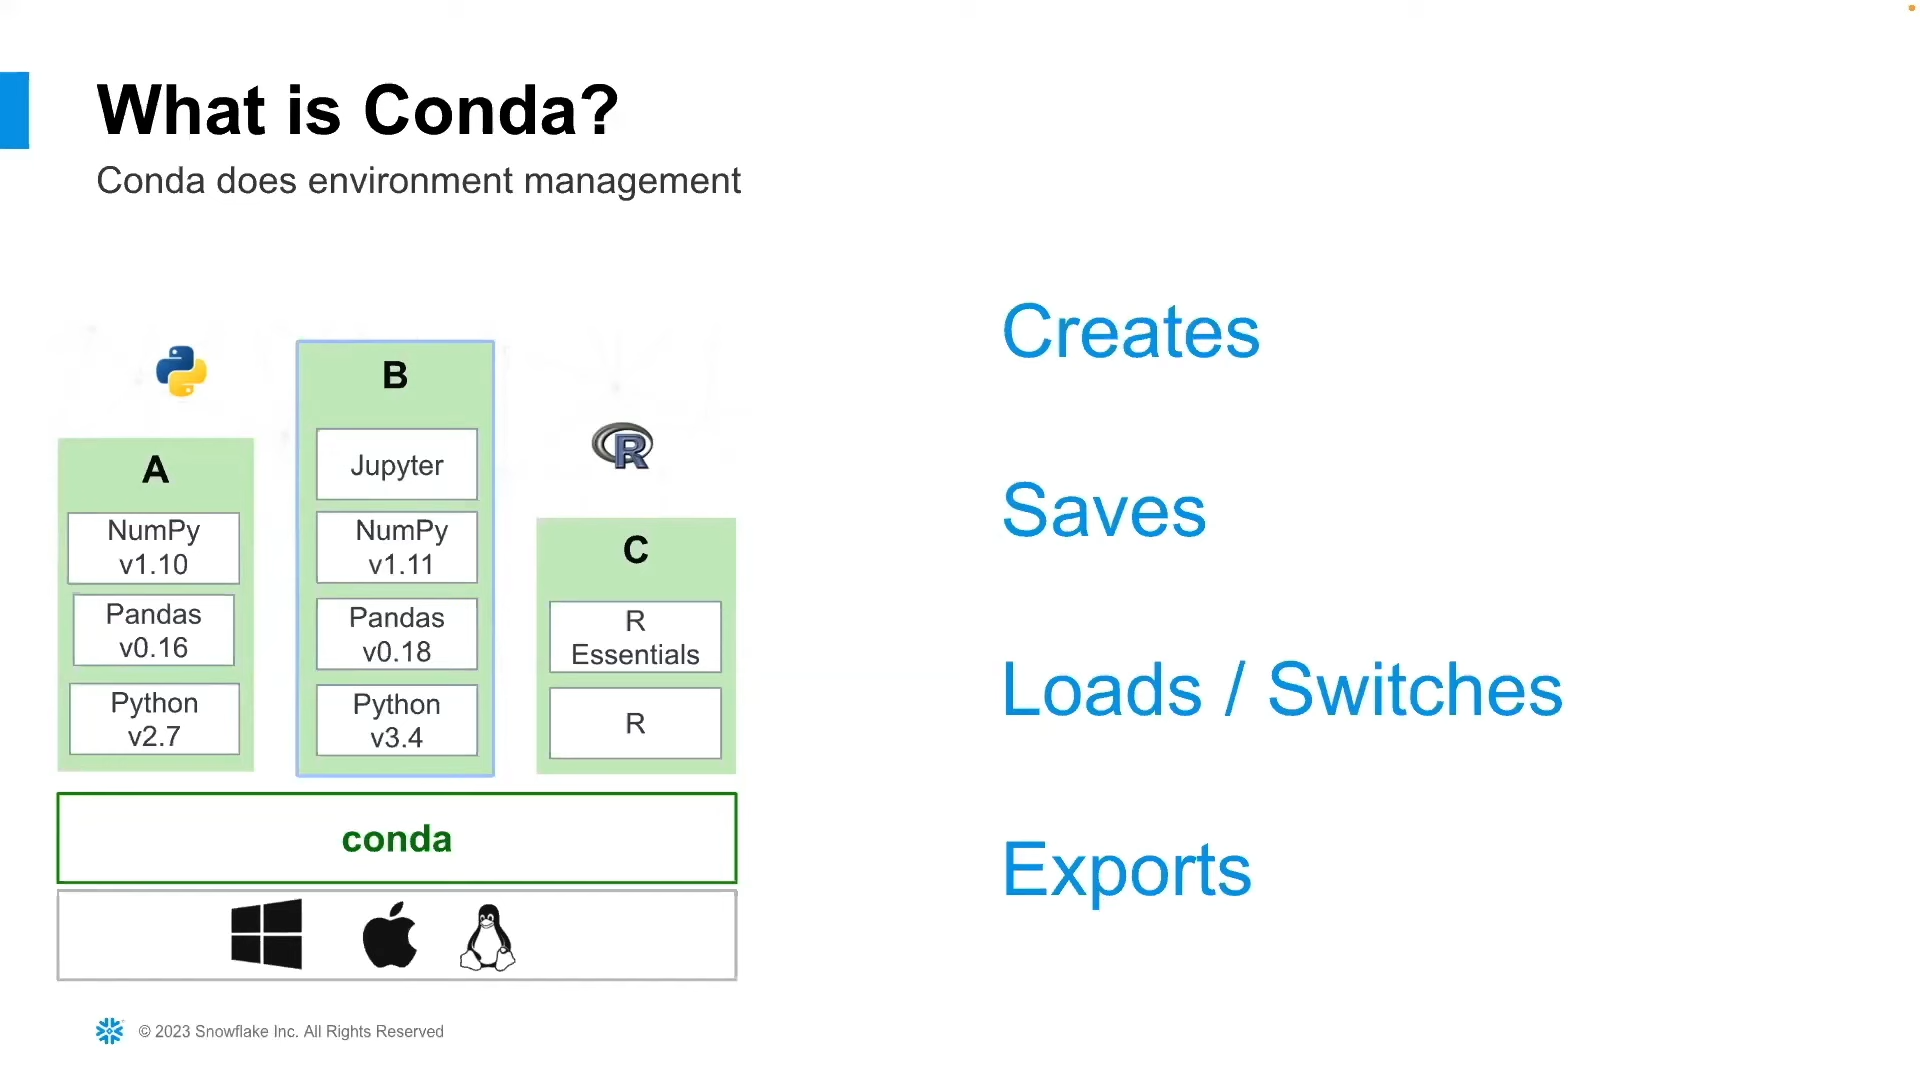 What is Conda?
Conda does environment management
A
NumPy
v1.10
Pandas
v0.16
Python
v2.7
B
Jupyter
NumPy
v1.11
Pandas
v0.18
Python
v3.4
R
C
R
Essentials
R
conda
Creates
Saves
Loads / Switches
Exports
© 2023 Snowflake Inc. All Rights Reserved